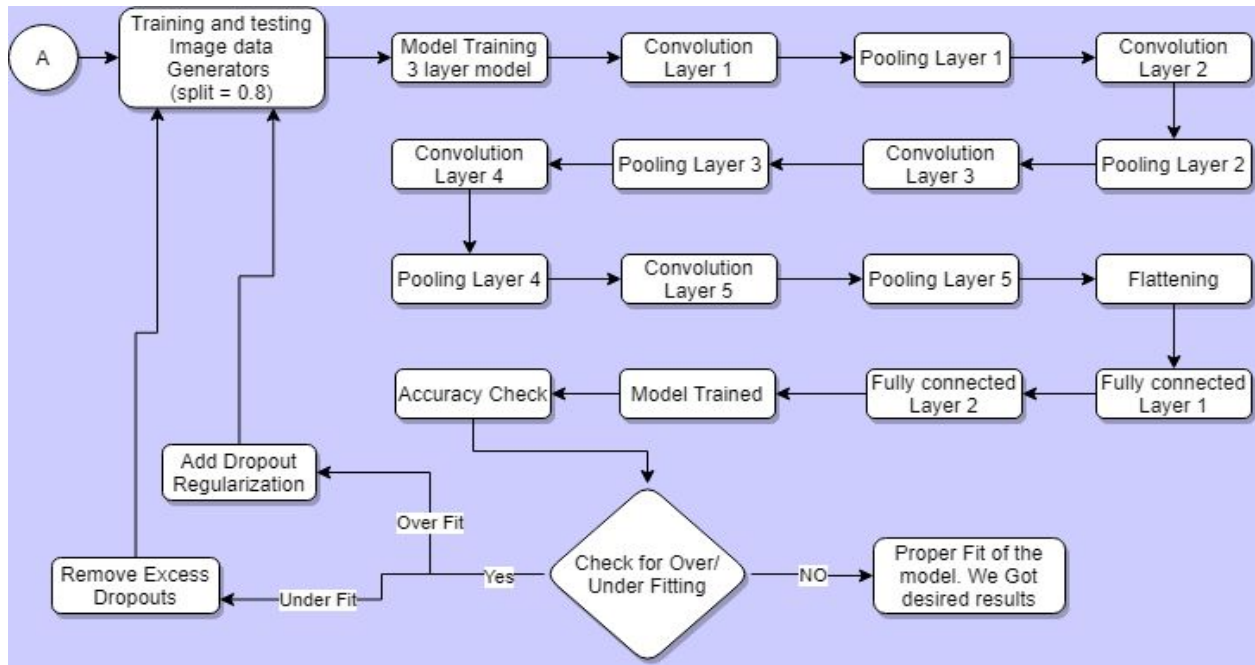 A
Training and testing
Image data
Generators
(split = 0.8)
Model Training
3 layer model
Convolution
Layer 1
Pooling Layer 1
Convolution
Layer 2
Pooling Layer 2
Convolution
Layer 3
Pooling Layer 3
Convolution
Layer 4
Pooling Layer 4
Convolution
Layer 5
Pooling Layer 5
Flattening
Fully connected
Layer 1
Fully connected
Layer 2
Model Trained
Accuracy Check
Check for Over/
Under Fitting
Yes
Over Fit
Add Dropout
Regularization
Under Fit
Remove Excess
Dropouts
NO
Proper Fit of the
model. We Got
desired results